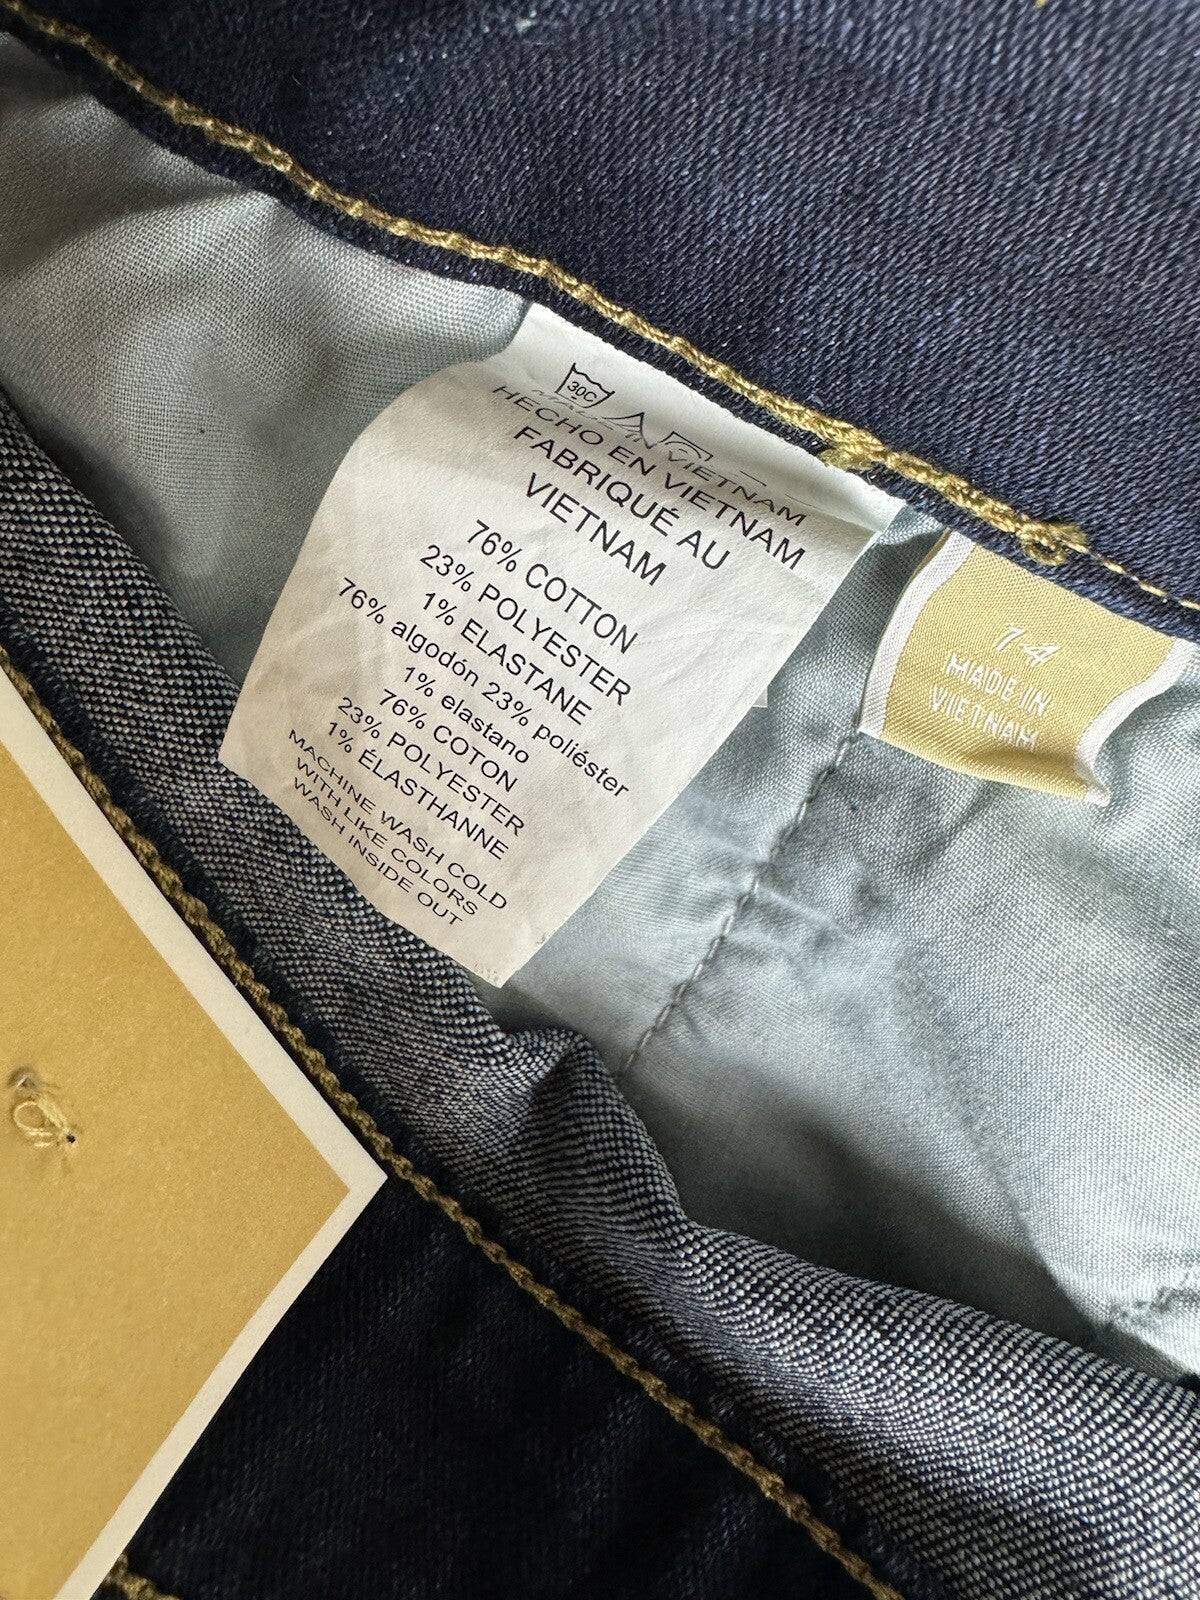 30C
MADE IN VIETNAM
HECHO EN VIETNAM
FABRIQUÉ AU
VIETNAM
76% COTTON
23% POLYESTER
1% ELASTANE
76% algodón 23% poliéster
1% elastano
76% COTON
23% POLYESTER
1% ÉLASTHANNE
MACHINE WASH COLD
WITH LIKE COLORS
WASH INSIDE OUT
14
MADE IN
VIETNAM